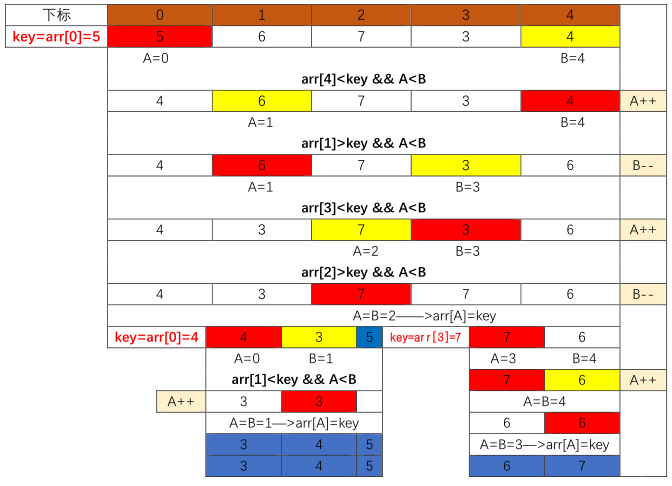 下标 0 1 2 3 4
key=arr[0]=5 5 6 7 3 4
A=0 B=4
arr[4]<key && A<B
4 6 7 3 4 A++
A=1 B=4
arr[1]>key && A<B
4 6 7 3 6 B--
A=1 B=3
arr[3]<key && A<B
4 3 7 3 6 A++
A=2 B=3
arr[2]>key && A<B
4 3 7 7 6 B--
A=B=2——>arr[A]=key
key=arr[0]=4 4 3 5 key=arr[3]=7 7 6
A=0 B=1 A=3 B=4
arr[1]<key && A<B 7 6 A++
A++ 3 3 A=B=4
A=B=1—>arr[A]=key 6 6
3 4 5 A=B=3—>arr[A]=key
3 4 5 6 7